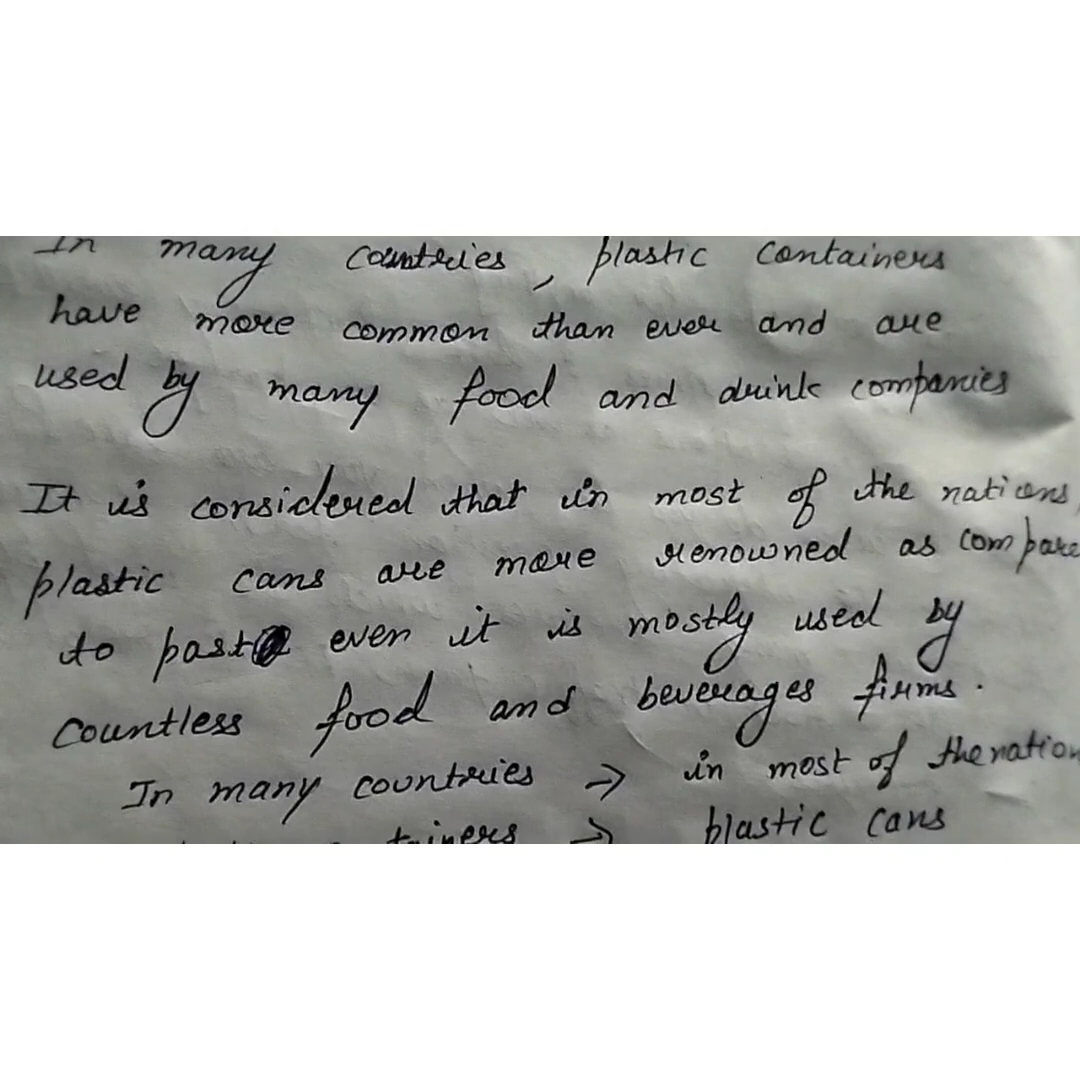 In many countries, plastic containers
have more common than ever and are
used by many food and drink companies
It is considered that in most of the nations,
plastic cans are more renowned as compare
to past even it is mostly used by
countless food and beverages firms.
In many countries → in most of the nation
tainers → plastic cans